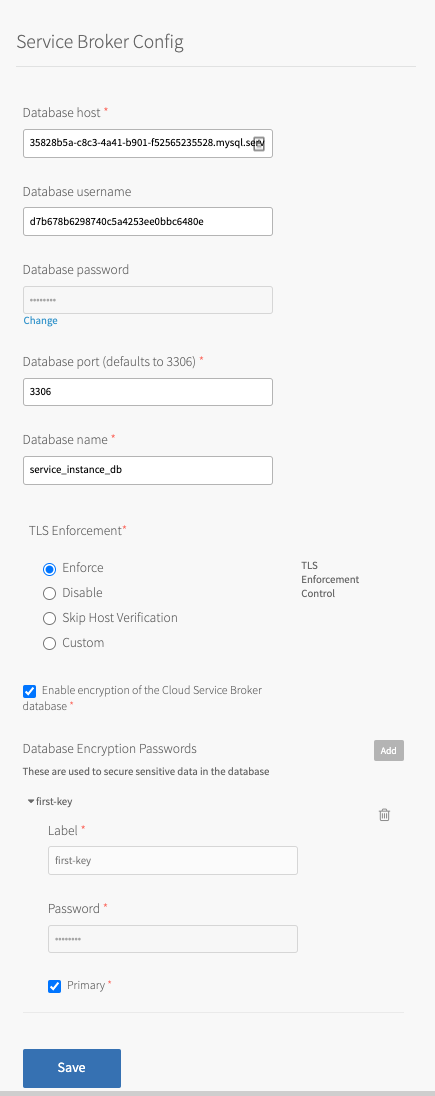 Service Broker Config
Database host *
35828b5a-c8c3-4a41-b901-f52565235528.mysql.serv
Database username
d7b678b6298740c5a4253ee0bbc6480e
Database password
••••••••
Change
Database port (defaults to 3306) *
3306
Database name *
service_instance_db
TLS Enforcement*
Enforce
TLS
Enforcement
Control
Disable
Skip Host Verification
Custom
Enable encryption of the Cloud Service Broker
database *
Database Encryption Passwords
Add
These are used to secure sensitive data in the database
first-key
Label *
first-key
Password *
••••••••
Primary *
Save